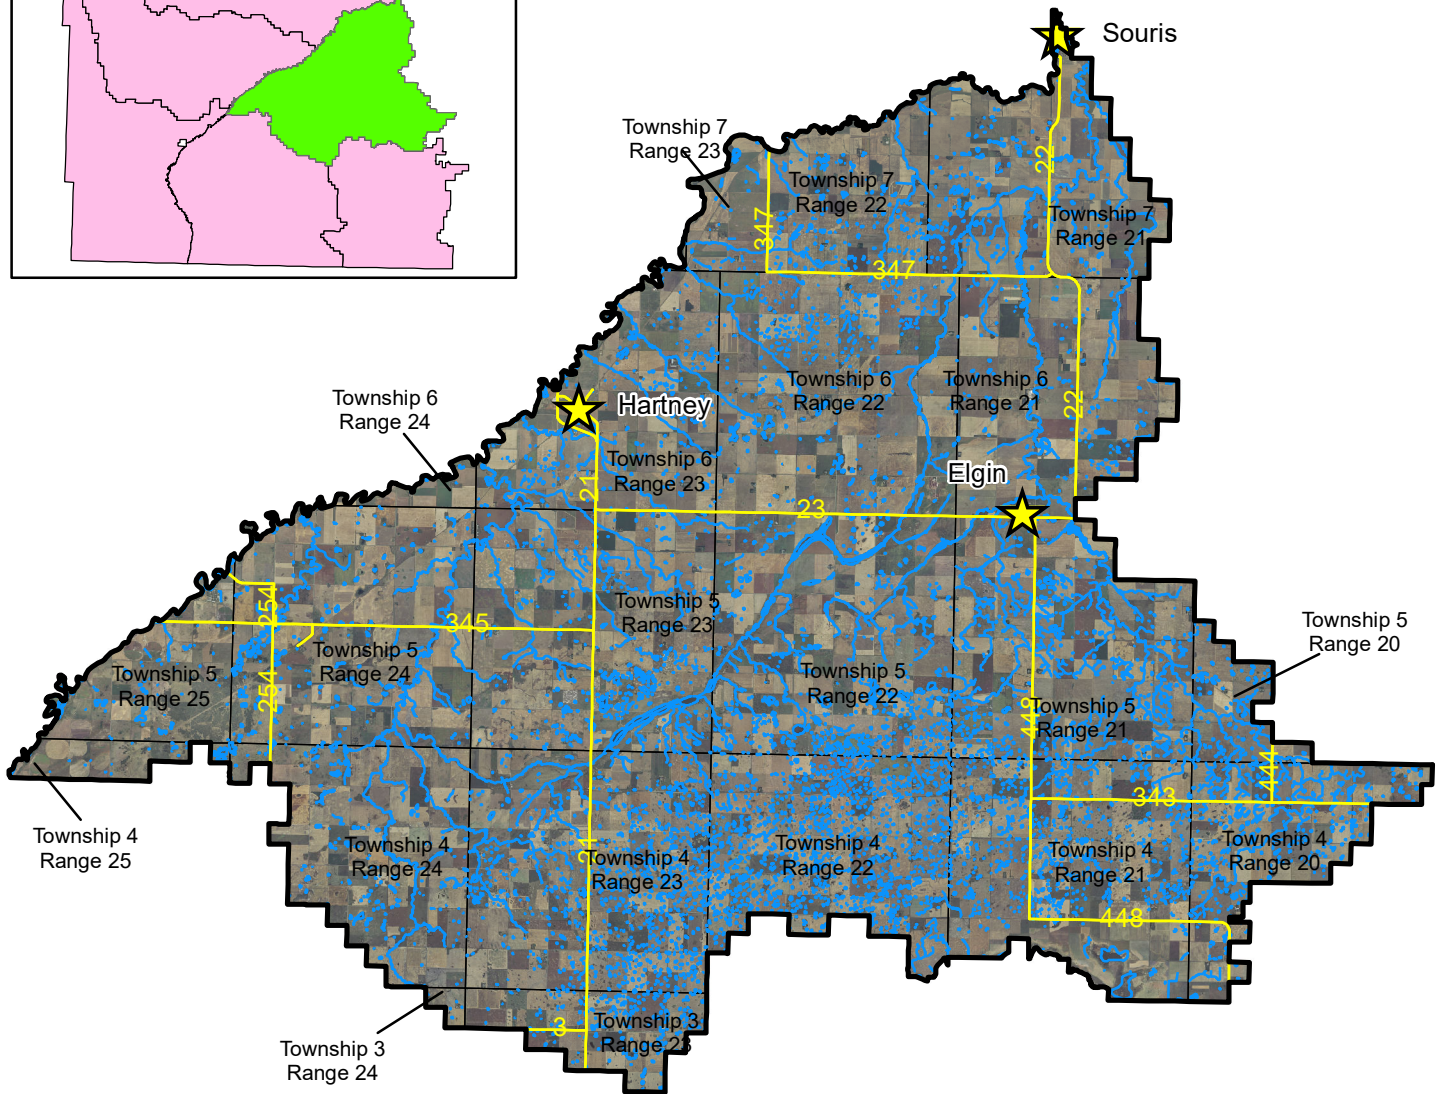 Souris
Township 7
Range 23
22
Township 7
Range 22
Township 7
Range 21
347
347
Township 6
Range 24
Hartney
Township 6
Range 22
Township 6
Range 21
22
Township 6
Range 23
Elgin
21
23
254
345
Township 5
Range 23
Township 5
Range 20
Township 5
Range 24
Township 5
Range 25
254
Township 5
Range 22
448
Township 5
Range 21
444
343
Township 4
Range 25
Township 4
Range 24
21
Township 4
Range 23
Township 4
Range 22
Township 4
Range 21
Township 4
Range 20
448
3
Township 3
Range 23
Township 3
Range 24